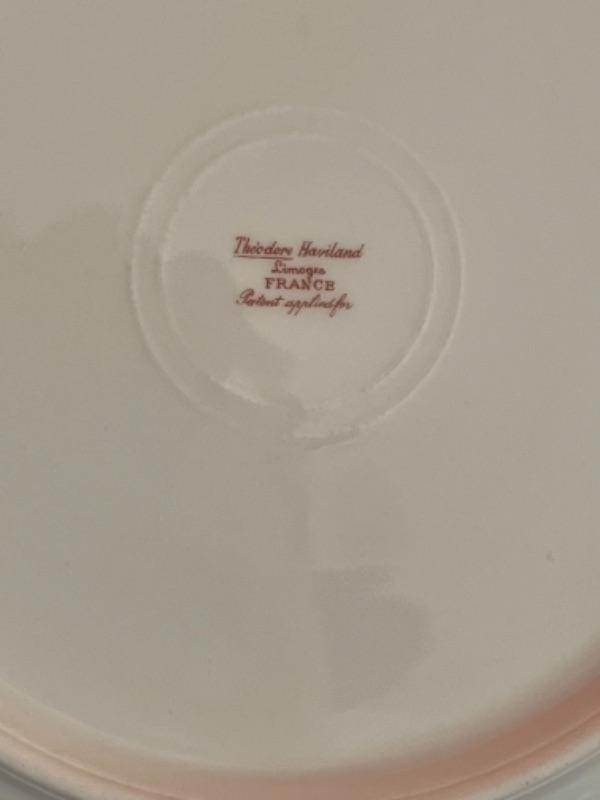 Théodore Haviland
Limoges
FRANCE
Patent applied for